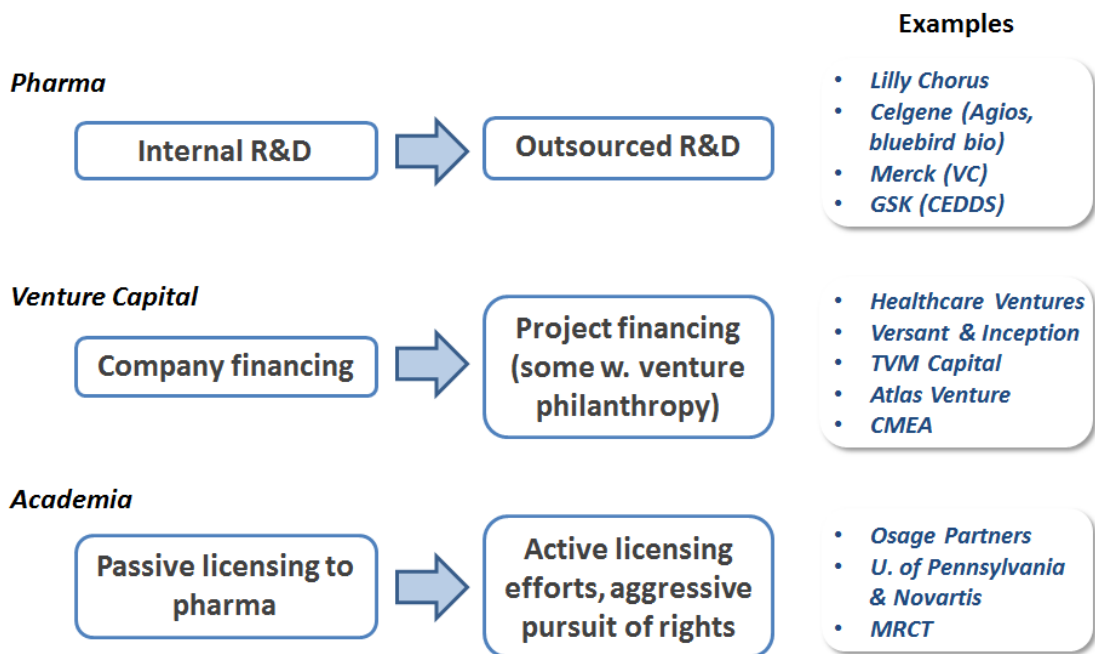 Examples
Pharma
Internal R&D
Outsourced R&D
• Lilly Chorus
• Celgene (Agios,
bluebird bio)
• Merck (VC)
• GSK (CEDDS)
Venture Capital
Company financing
Project financing
(some w. venture
philanthropy)
• Healthcare Ventures
• Versant & Inception
• TVM Capital
• Atlas Venture
• CMEA
Academia
Passive licensing to
pharma
Active licensing
efforts, aggressive
pursuit of rights
• Osage Partners
• U. of Pennsylvania
& Novartis
• MRCT